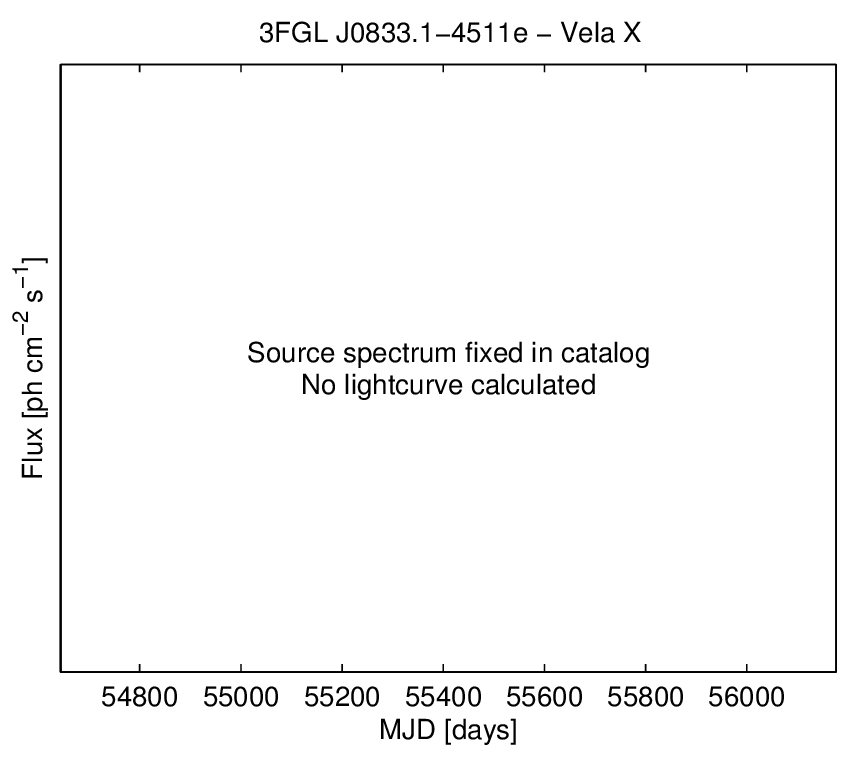 3FGL J0833.1−4511e − Vela X
Flux [ph cm⁻² s⁻¹]
Source spectrum fixed in catalog
No lightcurve calculated
54800 55000 55200 55400 55600 55800 56000
MJD [days]